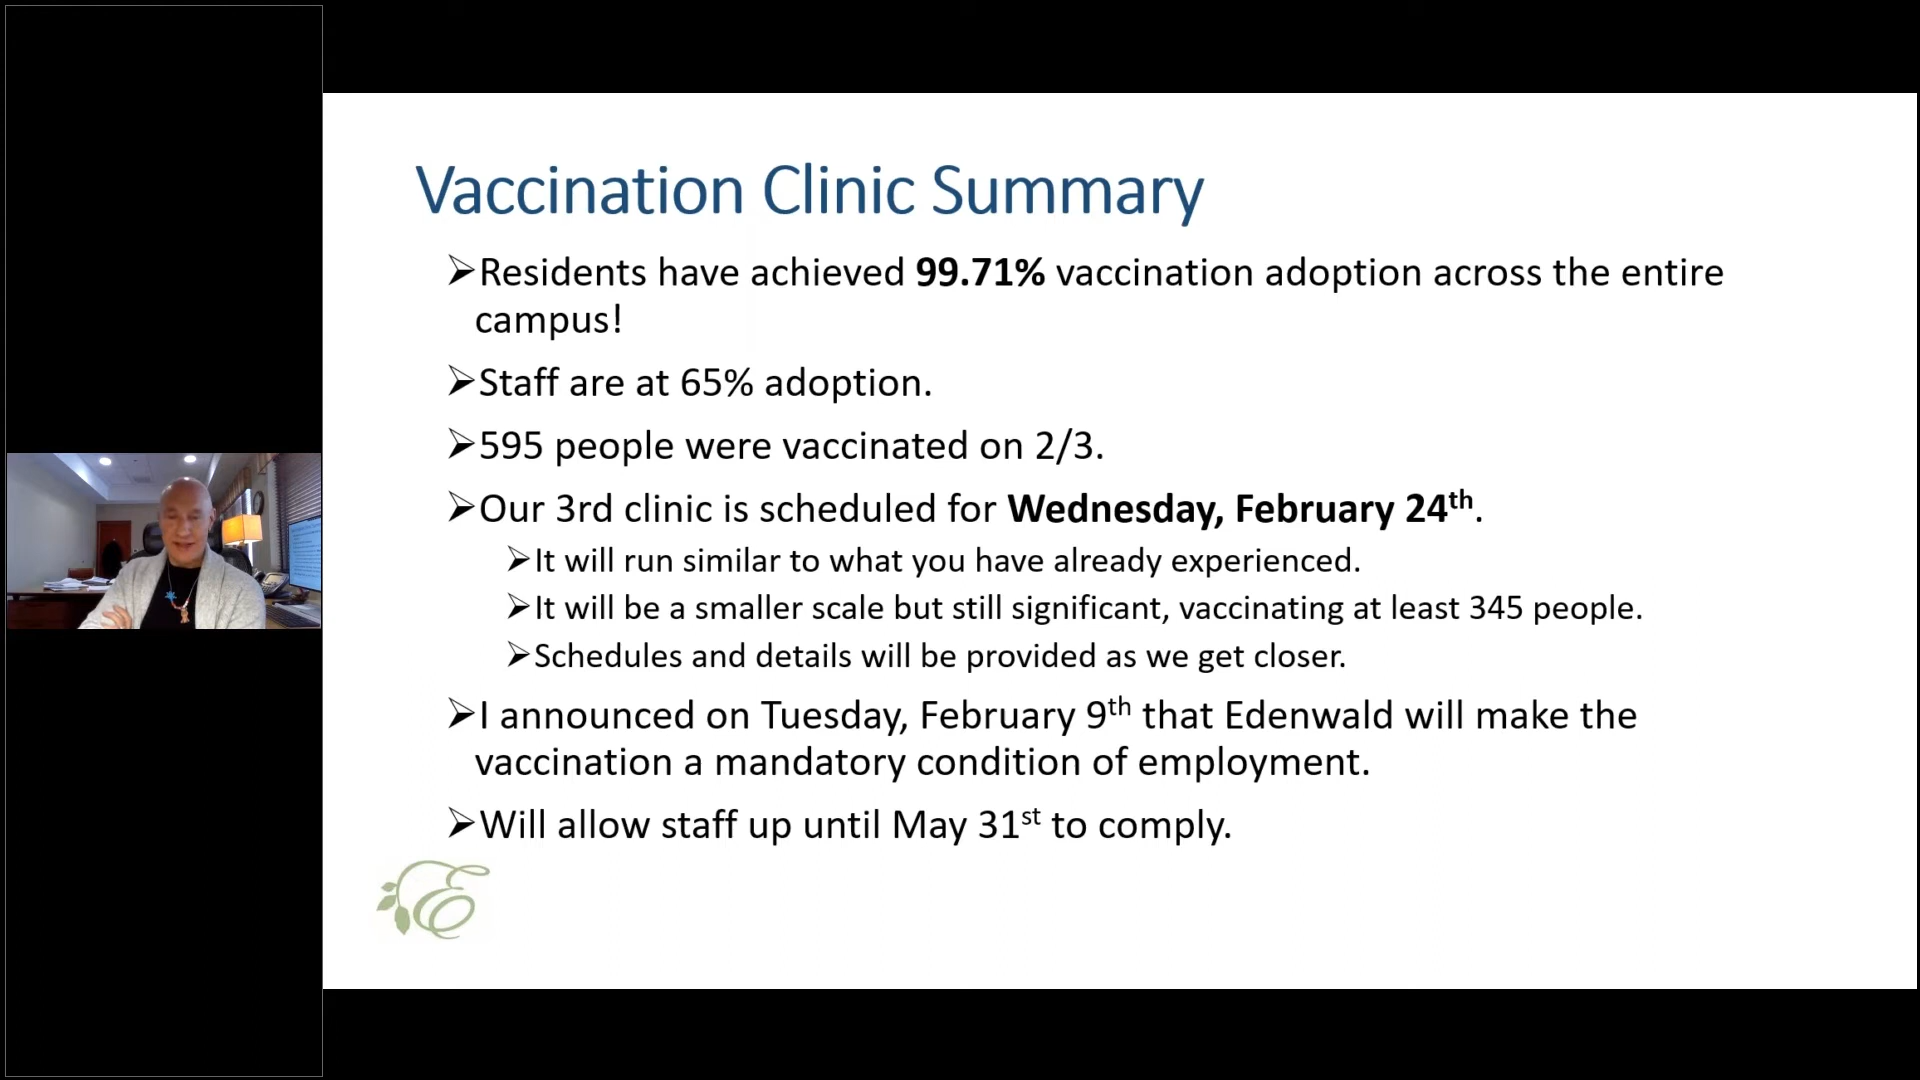 Vaccination Clinic Summary
➢Residents have achieved 99.71% vaccination adoption across the entire
campus!
➢Staff are at 65% adoption.
➢595 people were vaccinated on 2/3.
➢Our 3rd clinic is scheduled for Wednesday, February 24th.
➢It will run similar to what you have already experienced.
➢It will be a smaller scale but still significant, vaccinating at least 345 people.
➢Schedules and details will be provided as we get closer.
➢I announced on Tuesday, February 9th that Edenwald will make the
vaccination a mandatory condition of employment.
➢Will allow staff up until May 31st to comply.
E